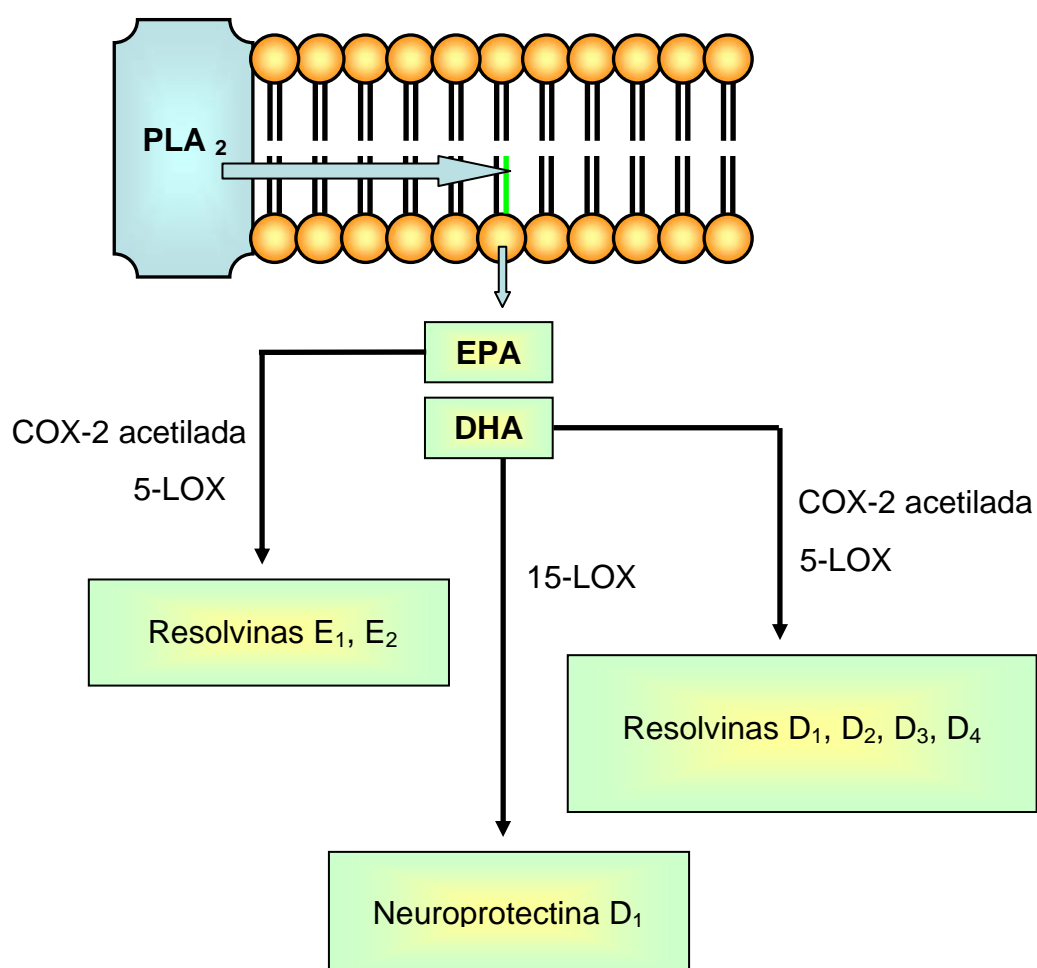 PLA 2
EPA
DHA
COX-2 acetilada
5-LOX
COX-2 acetilada
5-LOX
15-LOX
Resolvinas E1, E2
Resolvinas D1, D2, D3, D4
Neuroprotectina D1